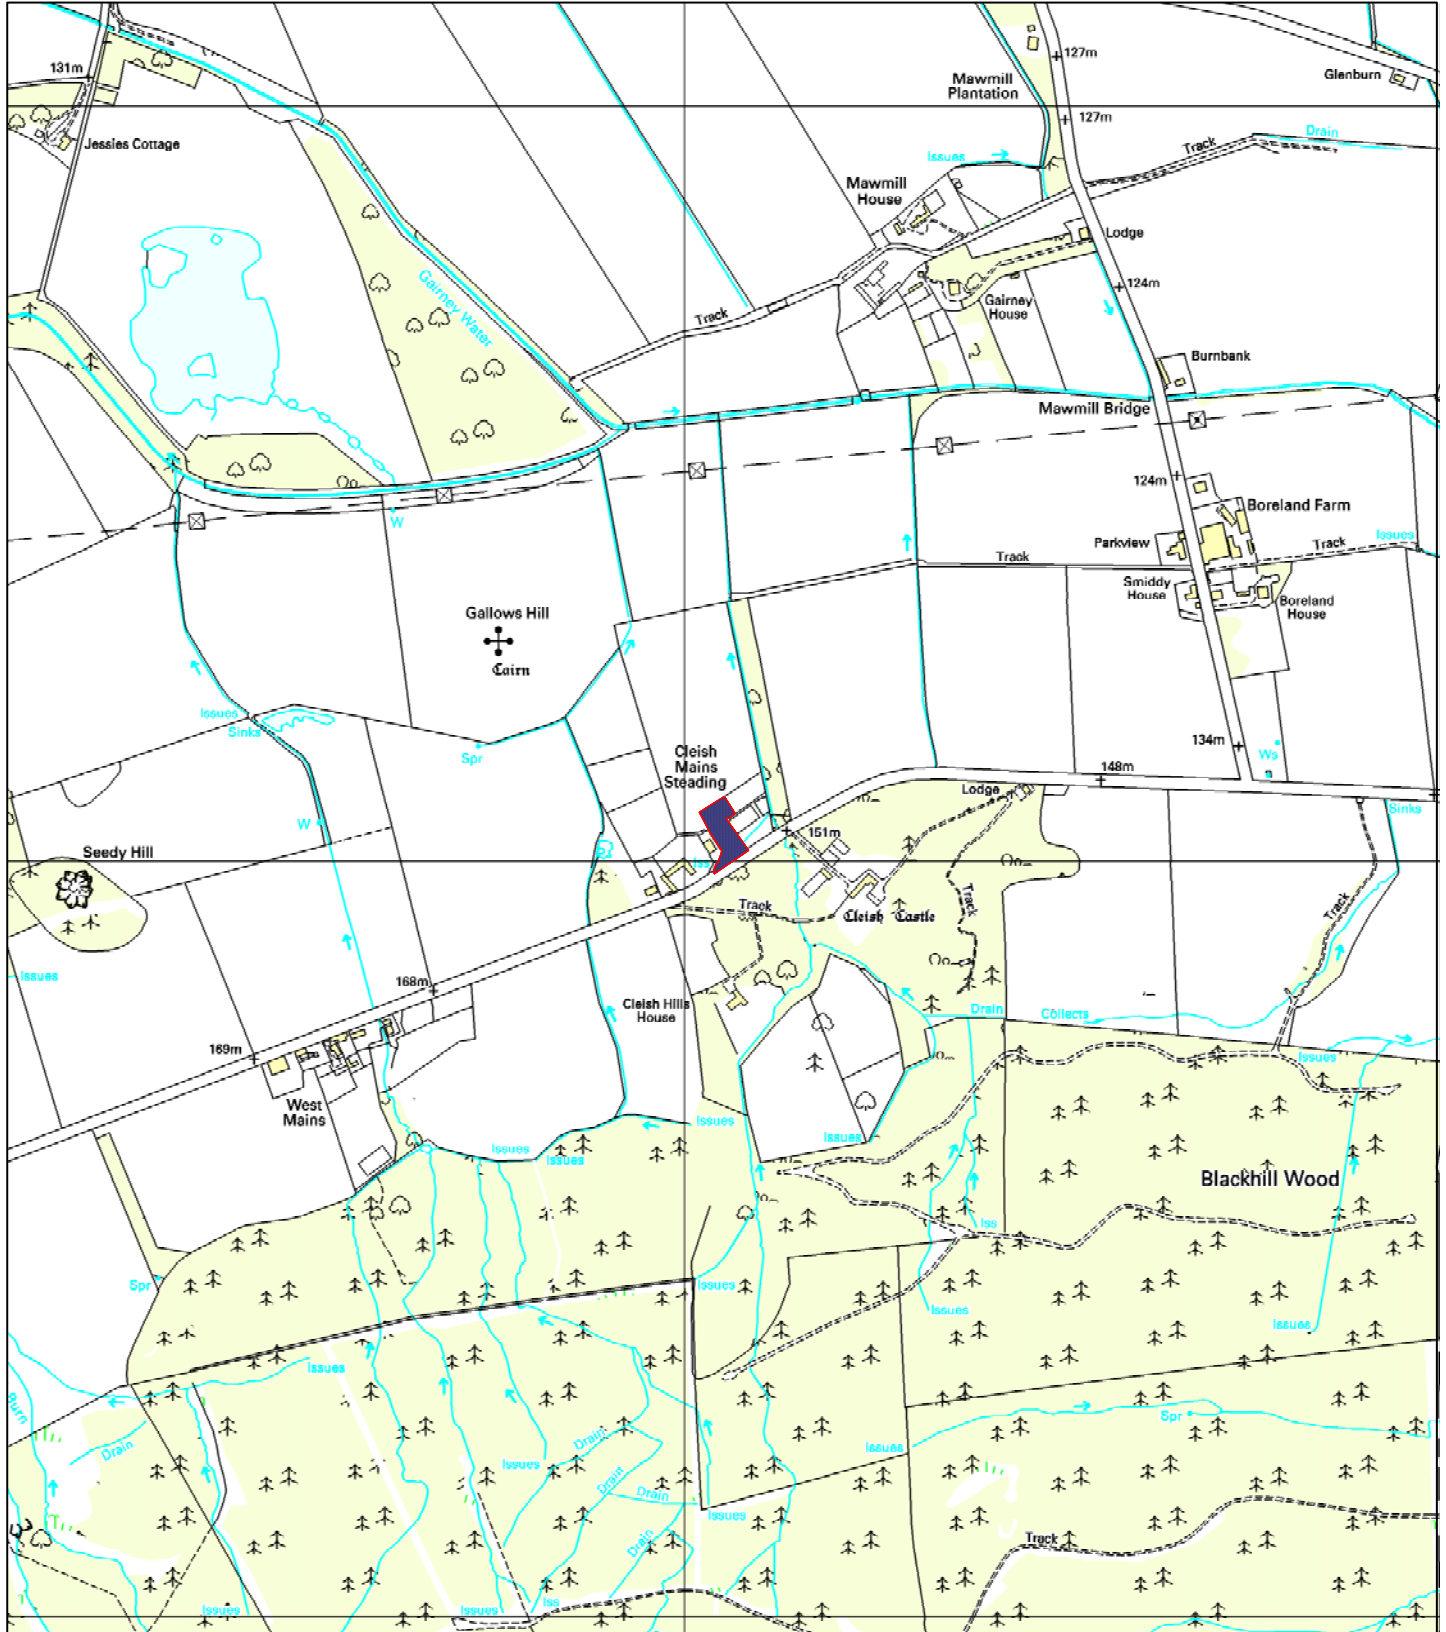 131m
127m
Mawmill
Plantation
Glenburn
127m
Drain
Track
Jessies Cottage
Issues
Mawmill
House
Lodge
Gairney Water
124m
Gairney
House
Track
Burnbank
Mawmill Bridge
124m
Boreland Farm
W
Parkview
Track
Issues
Track
Smiddy
House
Boreland
House
Gallows Hill
Cairn
Issues
Sinks
134m
Ws
Spr
Cleish
Mains
Steading
148m
Lodge
Sinks
W
151m
Seedy Hill
Iss
Track
Cleish Castle
Track
Track
Issues
168m
Cleish Hills
House
Drain
Collects
169m
Issues
West
Mains
Issues
Issues
Issues
Issues
Blackhill Wood
Iss
Spr
Issues
Issues
Issues
Issues
Burn
Spr
Drain
Drain
Issues
Issues
Drain
Drain
Issues
Drain
Track
Issues
Issues
Iss